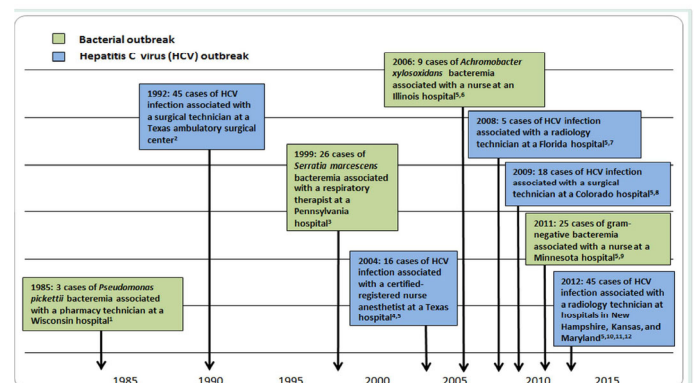 Bacterial outbreak
Hepatitis C virus (HCV) outbreak
1992: 45 cases of HCV
infection associated with
a surgical technician at a
Texas ambulatory surgical
center²
2006: 9 cases of Achromobacter
xylosoxidans bacteremia
associated with a nurse at an
Illinois hospital⁵,⁶
2008: 5 cases of HCV infection
associated with a radiology
technician at a Florida hospital⁵,⁷
1999: 26 cases of
Serratia marcescens
bacteremia associated
with a respiratory
therapist at a
Pennsylvania
hospital³
2009: 18 cases of HCV infection
associated with a surgical
technician at a Colorado hospital⁵,⁸
2011: 25 cases of gram-
negative bacteremia
associated with a nurse at a
Minnesota hospital⁵,⁹
2004: 16 cases of HCV
infection associated
with a certified-
registered nurse
anesthetist at a Texas
hospital⁴,⁵
1985: 3 cases of Pseudomonas
pickettii bacteremia associated
with a pharmacy technician at a
Wisconsin hospital¹
2012: 45 cases of HCV
infection associated with
a radiology technician at
hospitals in New
Hampshire, Kansas, and
Maryland⁵,¹⁰,¹¹,¹²
1985 1990 1995 2000 2005 2010 2015